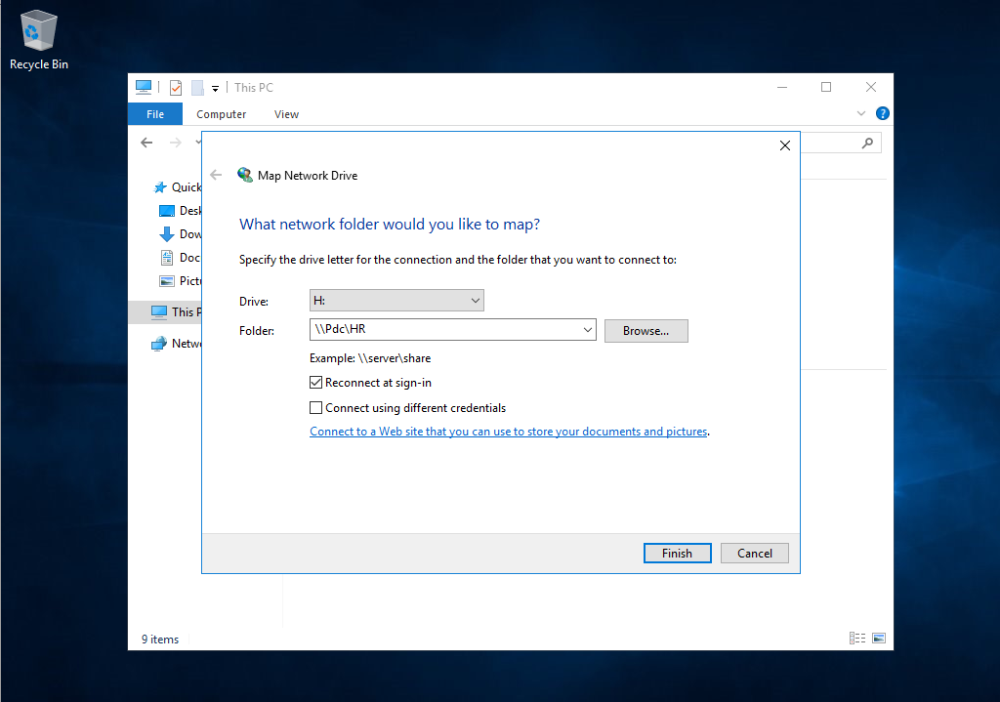 Recycle Bin
This PC
File
Computer
View
Map Network Drive
Quick
Desk
Dow
Doc
Pict
This P
Netwo
What network folder would you like to map?
Specify the drive letter for the connection and the folder that you want to connect to:
Drive:
H:
Folder:
\\Pdc\HR
Browse...
Example: \\server\share
Reconnect at sign-in
Connect using different credentials
Connect to a Web site that you can use to store your documents and pictures.
Finish
Cancel
9 items